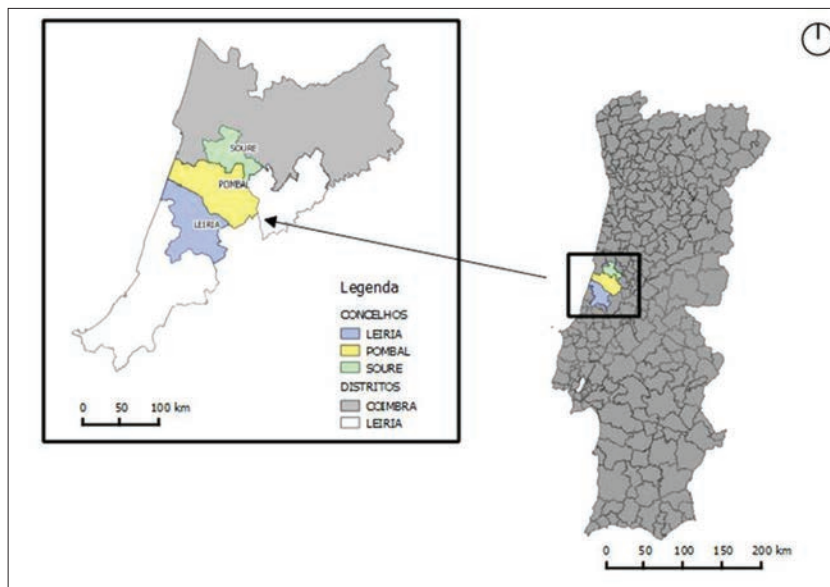 SOURE
POMBAL
LEIRIA
Legenda
CONCELHOS
LEIRIA
POMBAL
SOURE
DISTRITOS
COIMBRA
LEIRIA
0 50 100 km
0 50 100 150 200 km